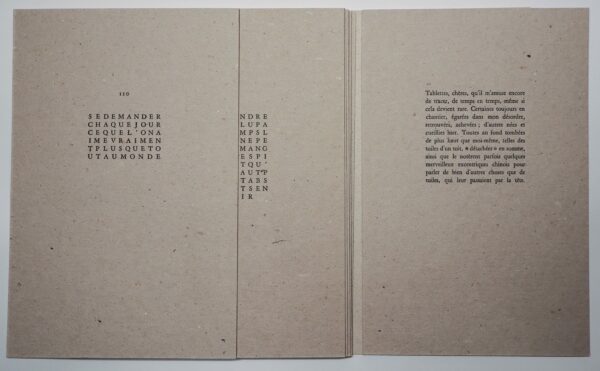 110
SEDEMANDER
CHAQUEJOUR
CEQUEL'ONA
IMEVRAIMEN
TPLUSQUETO
UTAUMONDE
NDRE
LUPA
MPSL
NEPE
MANG
ESPI
TQU'
AUT'P
TABS
TSEN
IR
Tablettes, chères, qu'il m'amuse encore
de tracer, de temps en temps, même si
cela devient rare. Certaines toujours en
chantier, égarées dans mon désordre,
retrouvées, achevées ; d'autres nées et
cueillies hier. Toutes au fond tombées
de plus haut que moi-même, telles des
tuiles d'un toit, « détachées » en somme,
ainsi que le notèrent parfois quelques
merveilleux excentriques chinois pour
parler de bien d'autres choses que de
tuiles, qui leur passaient par la tête.